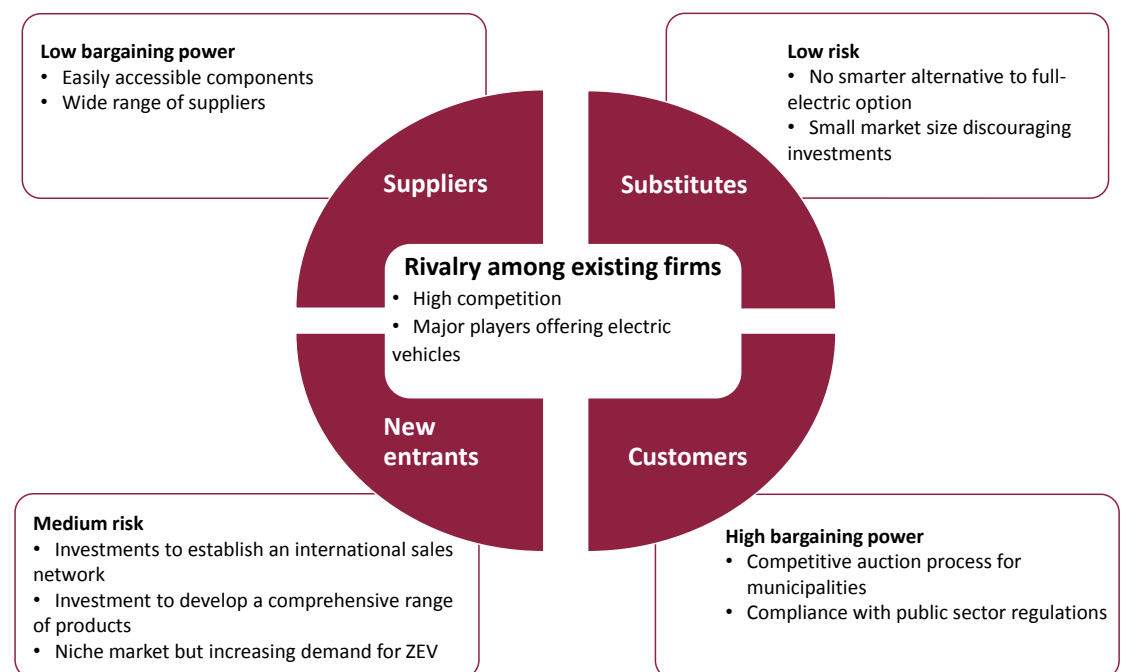 Low bargaining power
• Easily accessible components
• Wide range of suppliers
Low risk
• No smarter alternative to full-
electric option
• Small market size discouraging
investments
Suppliers
Substitutes
Rivalry among existing firms
• High competition
• Major players offering electric
vehicles
New
entrants
Customers
Medium risk
• Investments to establish an international sales
network
• Investment to develop a comprehensive range
of products
• Niche market but increasing demand for ZEV
High bargaining power
• Competitive auction process for
municipalities
• Compliance with public sector regulations